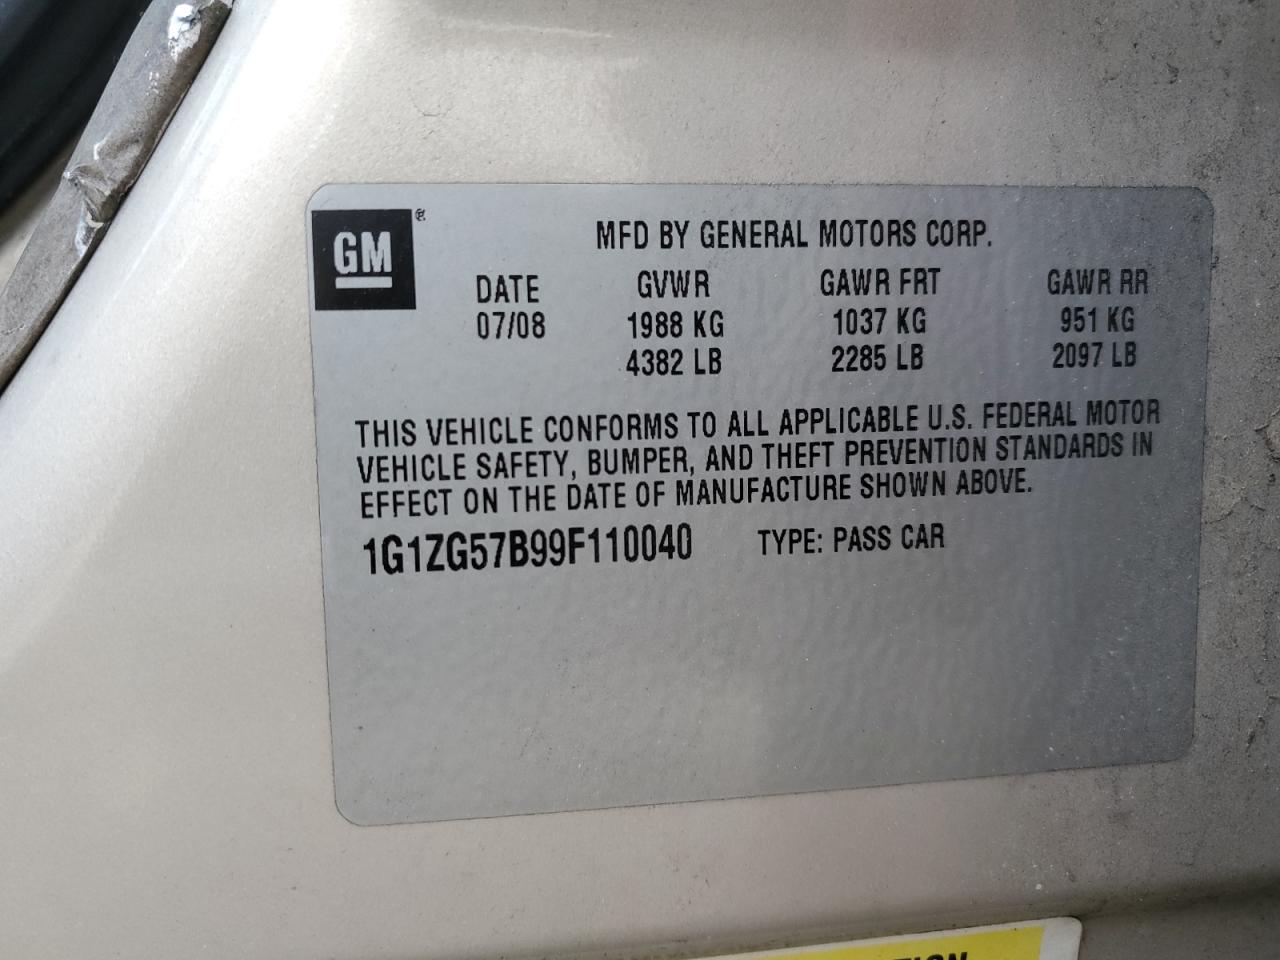 GM ®
MFD BY GENERAL MOTORS CORP.
DATE GVWR GAWR FRT GAWR RR
07/08 1988 KG 1037 KG 951 KG
4382 LB 2285 LB 2097 LB
THIS VEHICLE CONFORMS TO ALL APPLICABLE U.S. FEDERAL MOTOR
VEHICLE SAFETY, BUMPER, AND THEFT PREVENTION STANDARDS IN
EFFECT ON THE DATE OF MANUFACTURE SHOWN ABOVE.
1G1ZG57B99F110040 TYPE: PASS CAR